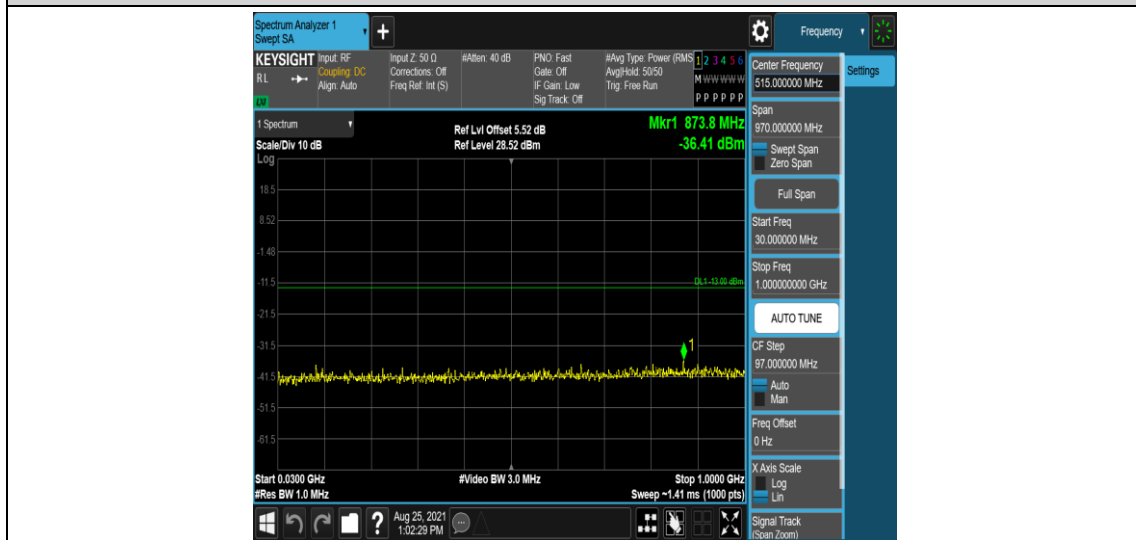 Spectrum Analyzer 1
Swept SA
+
Frequency
KEYSIGHT
RL
LXI
Input: RF
Coupling: DC
Align: Auto
Input Z: 50 Ω
Corrections: Off
Freq Ref: Int (S)
#Atten: 40 dB
PNO: Fast
Gate: Off
IF Gain: Low
Sig Track: Off
#Avg Type: Power (RMS
Avg|Hold: 50/50
Trig: Free Run
1 2 3 4 5 6
M W W W W W
P P P P P P
1 Spectrum
Scale/Div 10 dB
Ref Lvl Offset 5.52 dB
Ref Level 28.52 dBm
Mkr1 873.8 MHz
-36.41 dBm
Log
18.5
8.52
-1.48
-11.5
-21.5
-31.5
-41.5
-51.5
-61.5
DL1 -13.00 dBm
1
Start 0.0300 GHz
#Res BW 1.0 MHz
#Video BW 3.0 MHz
Stop 1.0000 GHz
Sweep ~1.41 ms (1000 pts)
?
Aug 25, 2021
1:02:29 PM
Center Frequency
515.000000 MHz
Span
970.000000 MHz
Swept Span
Zero Span
Full Span
Start Freq
30.000000 MHz
Stop Freq
1.000000000 GHz
AUTO TUNE
CF Step
97.000000 MHz
Auto
Man
Freq Offset
0 Hz
X Axis Scale
Log
Lin
Signal Track
(Span Zoom)
Settings